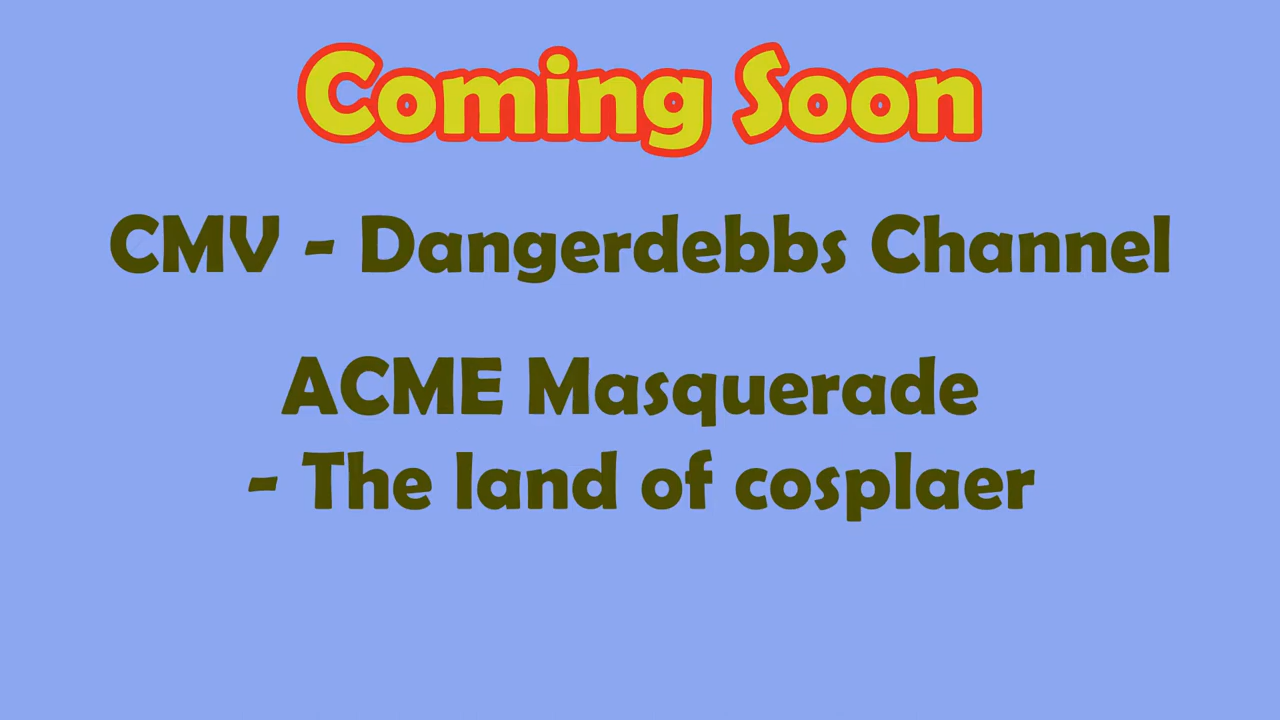 Coming Soon
CMV - Dangerdebbs Channel
ACME Masquerade
- The land of cosplaer